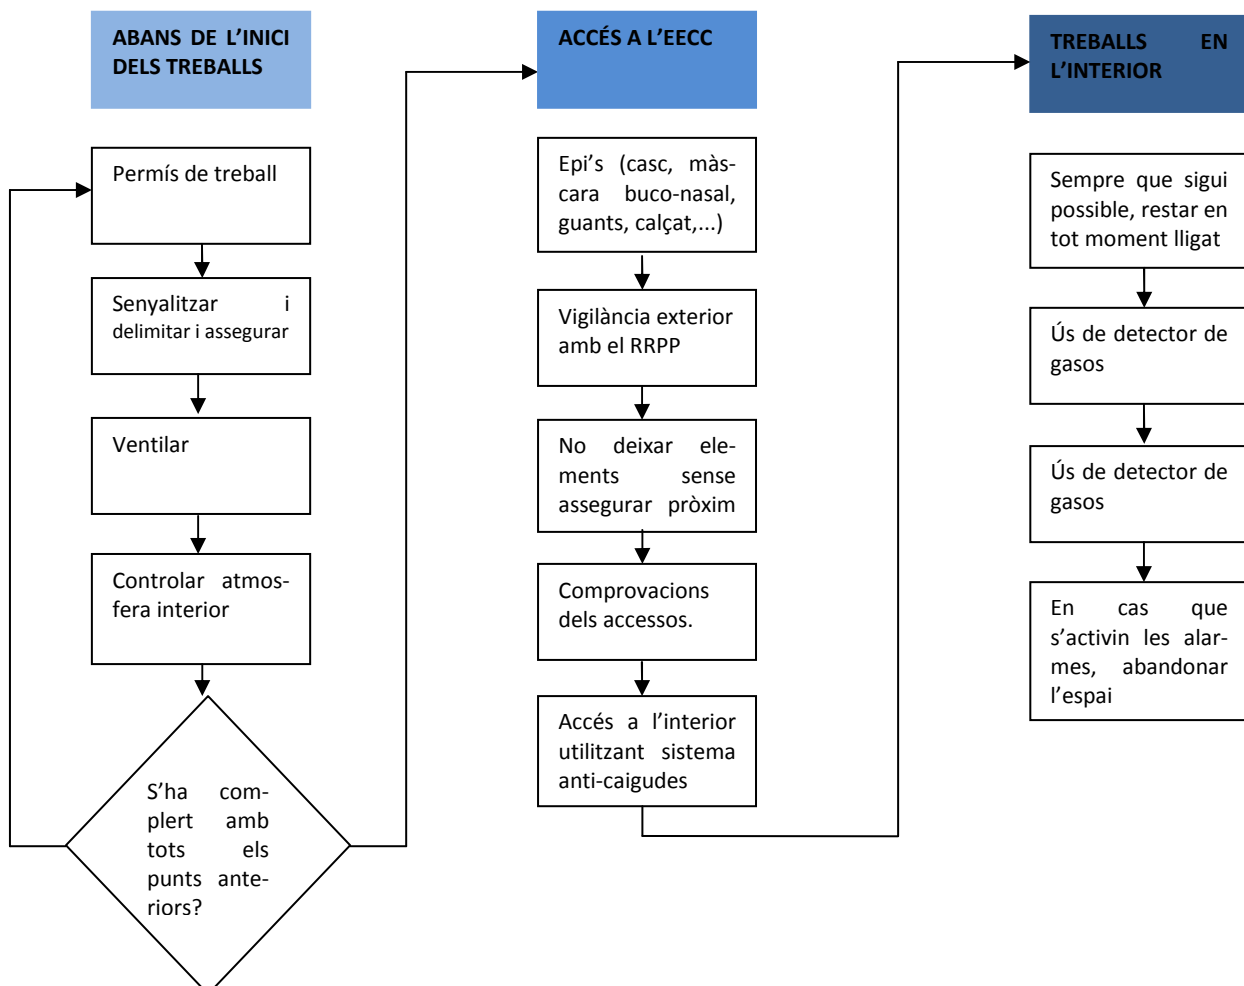 ABANS DE L'INICI
DELS TREBALLS
Permís de treball
Senyalitzar i
delimitar i assegurar
Ventilar
Controlar atmos-
fera interior
S'ha com-
plert amb
tots els
punts ante-
riors?
ACCÉS A L'EECC
Epi's (casc, màs-
cara buco-nasal,
guants, calçat,...)
Vigilància exterior
amb el RRPP
No deixar ele-
ments sense
assegurar pròxim
Comprovacions
dels accessos.
Accés a l'interior
utilitzant sistema
anti-caigudes
TREBALLS EN
L'INTERIOR
Sempre que sigui
possible, restar en
tot moment lligat
Ús de detector de
gasos
Ús de detector de
gasos
En cas que
s'activin les alar-
mes, abandonar
l'espai